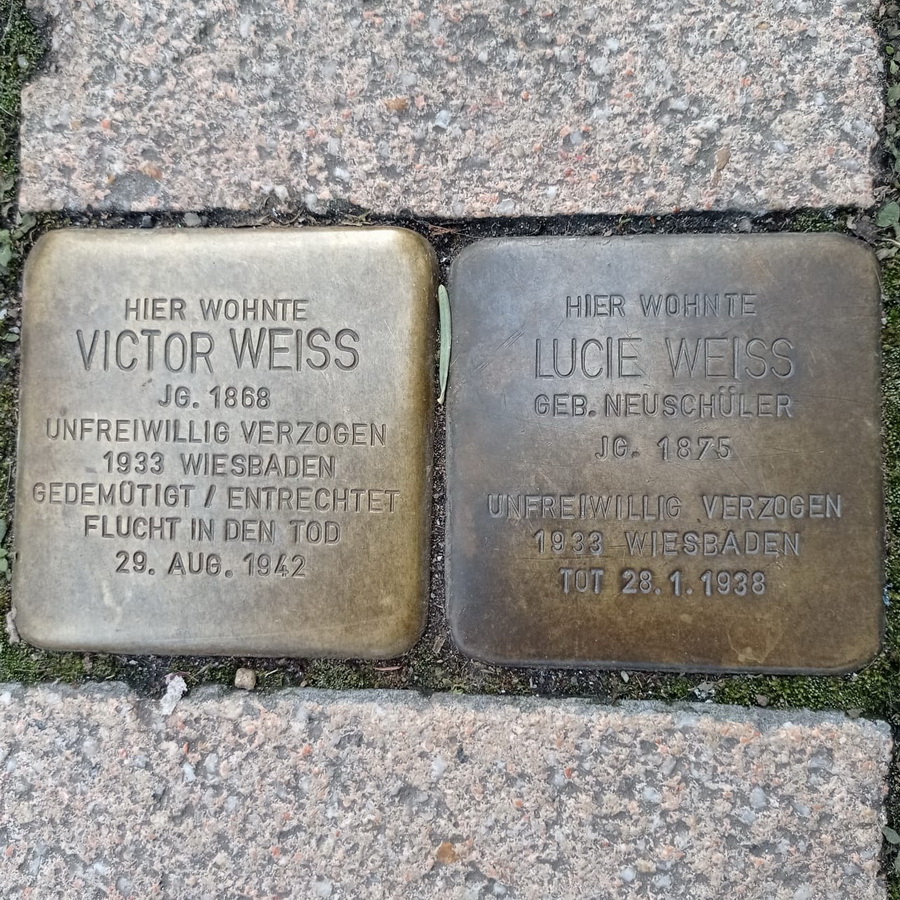 HIER WOHNTE
VICTOR WEISS
JG. 1868
UNFREIWILLIG VERZOGEN
1933 WIESBADEN
GEDEMÜTIGT / ENTRECHTET
FLUCHT IN DEN TOD
29. AUG. 1942
HIER WOHNTE
LUCIE WEISS
GEB. NEUSCHÜLER
JG. 1875
UNFREIWILLIG VERZOGEN
1933 WIESBADEN
TOT 28.1.1938